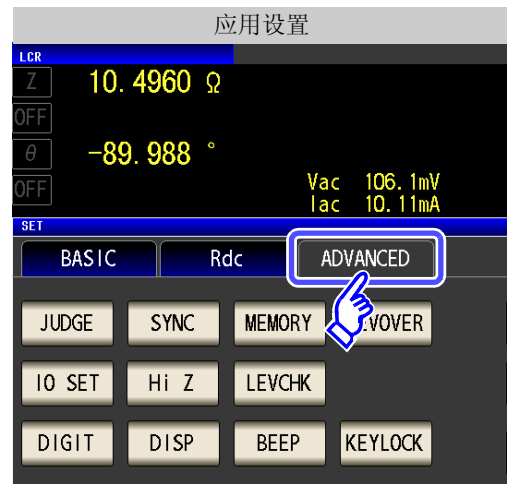 应用设置
LCR
Z 10.4960 Ω
OFF
θ -89.988 °
OFF
Vac 106.1mV
Iac 10.11mA
SET
BASIC Rdc ADVANCED
JUDGE SYNC MEMORY VOVER
IO SET Hi Z LEVCHK
DIGIT DISP BEEP KEYLOCK